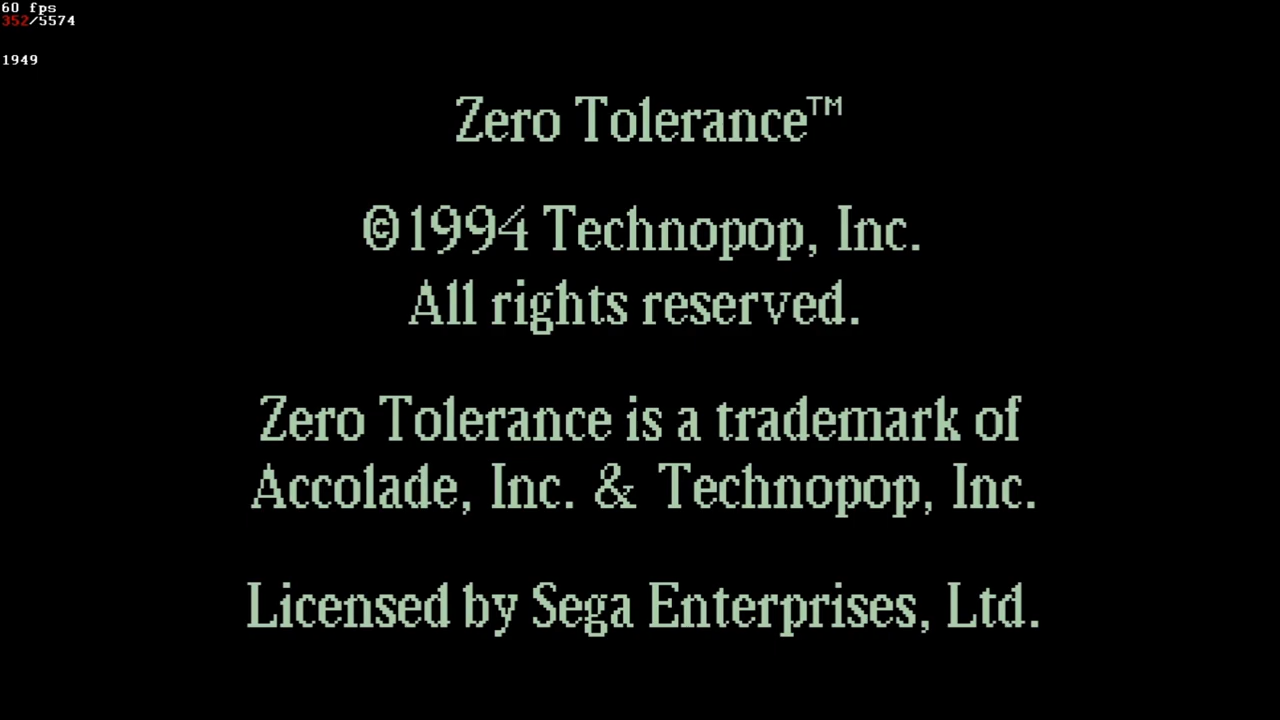 60 fps
352/5574
1949
Zero Tolerance™
©1994 Technopop, Inc.
All rights reserved.
Zero Tolerance is a trademark of
Accolade, Inc. & Technopop, Inc.
Licensed by Sega Enterprises, Ltd.